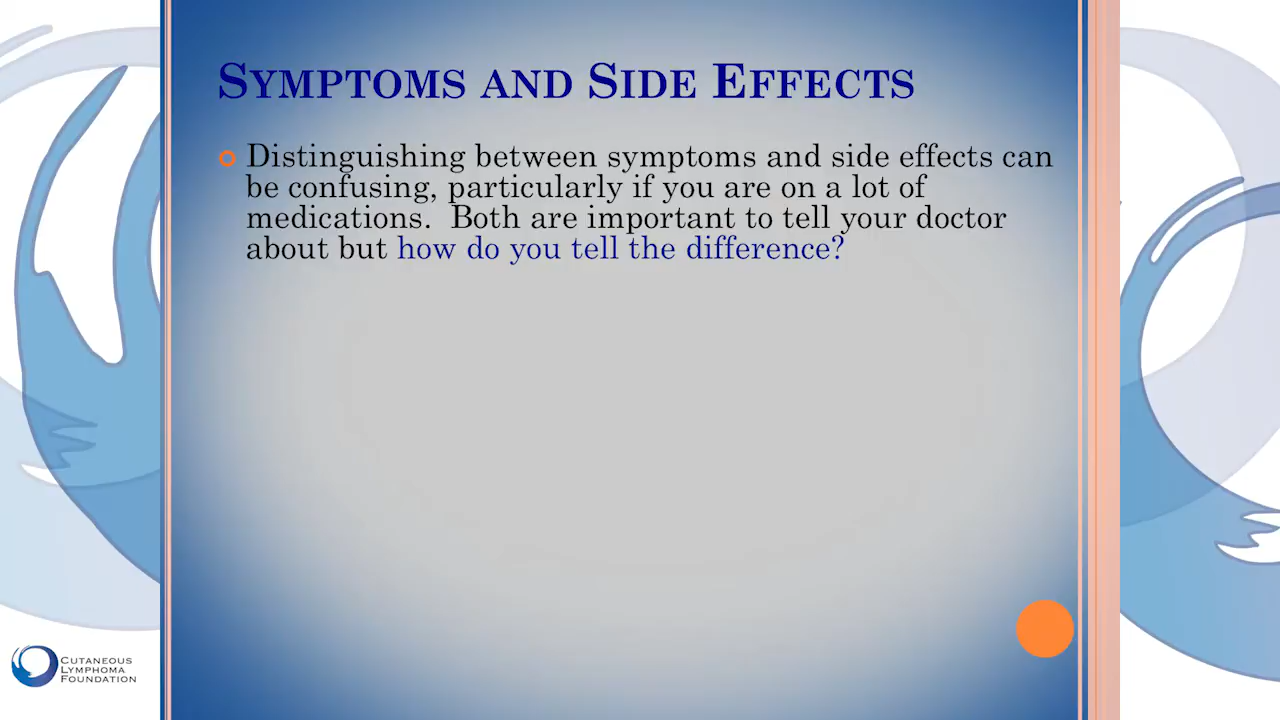 SYMPTOMS AND SIDE EFFECTS
Distinguishing between symptoms and side effects can
be confusing, particularly if you are on a lot of
medications.  Both are important to tell your doctor
about but how do you tell the difference?
CUTANEOUS
LYMPHOMA
FOUNDATION